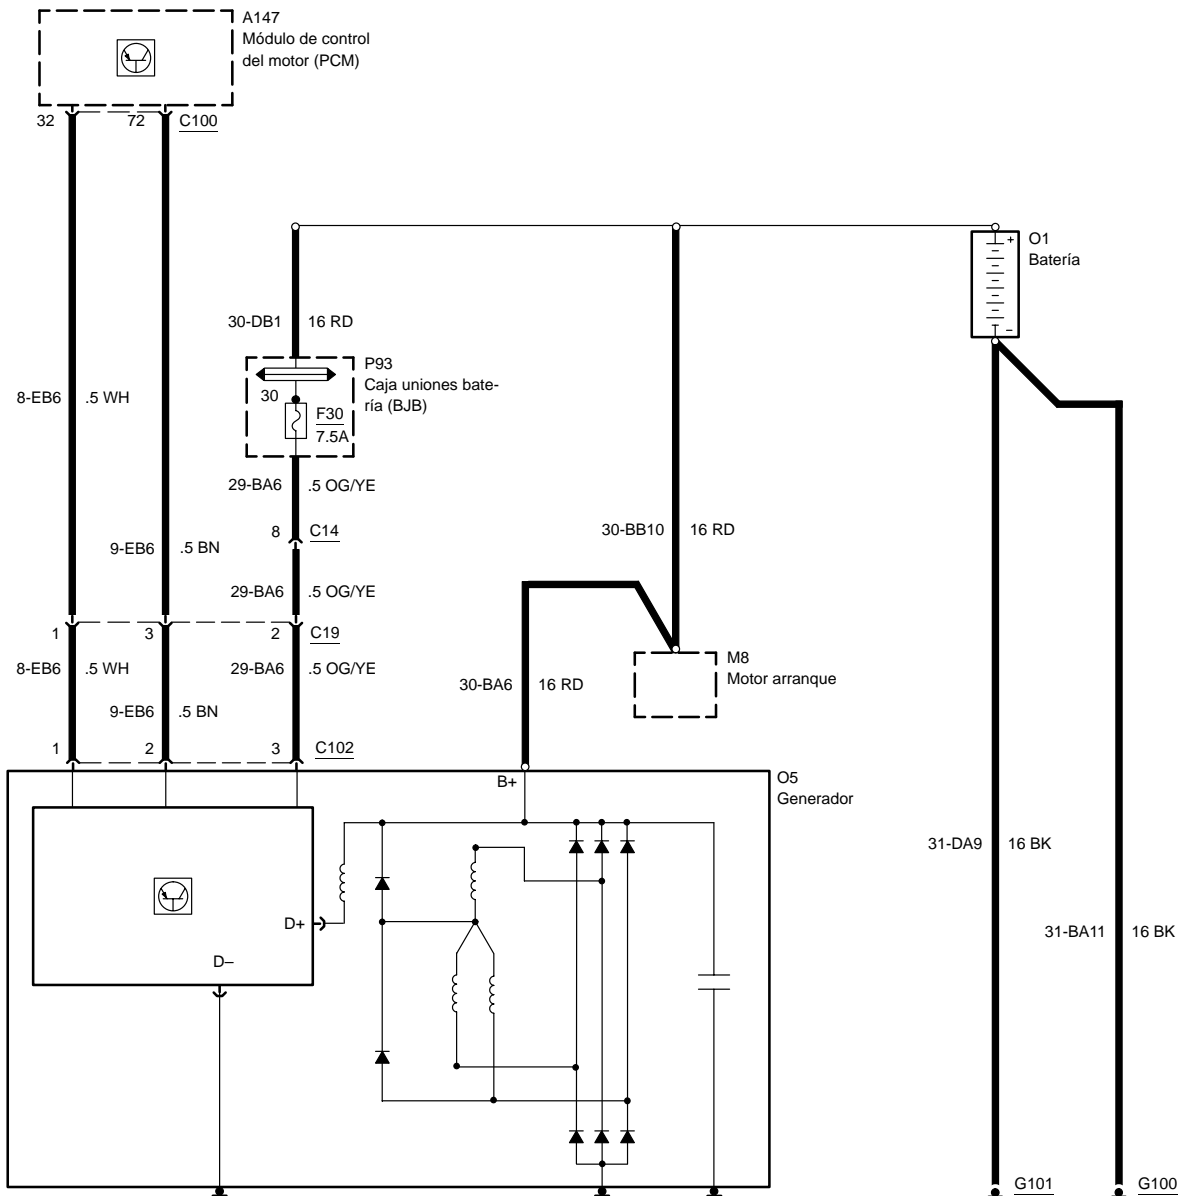 A147
Módulo de control
del motor (PCM)
32
72
C100
O1
Batería
+
−
30-DB1
16 RD
P93
Caja uniones bate-
ría (BJB)
30
F30
7.5A
8-EB6
.5 WH
29-BA6
.5 OG/YE
8
C14
30-BB10
16 RD
9-EB6
.5 BN
29-BA6
.5 OG/YE
1
3
2
C19
8-EB6
.5 WH
29-BA6
.5 OG/YE
M8
Motor arranque
30-BA6
16 RD
9-EB6
.5 BN
1
2
3
C102
B+
O5
Generador
31-DA9
16 BK
D+
31-BA11
16 BK
D−
G101
G100